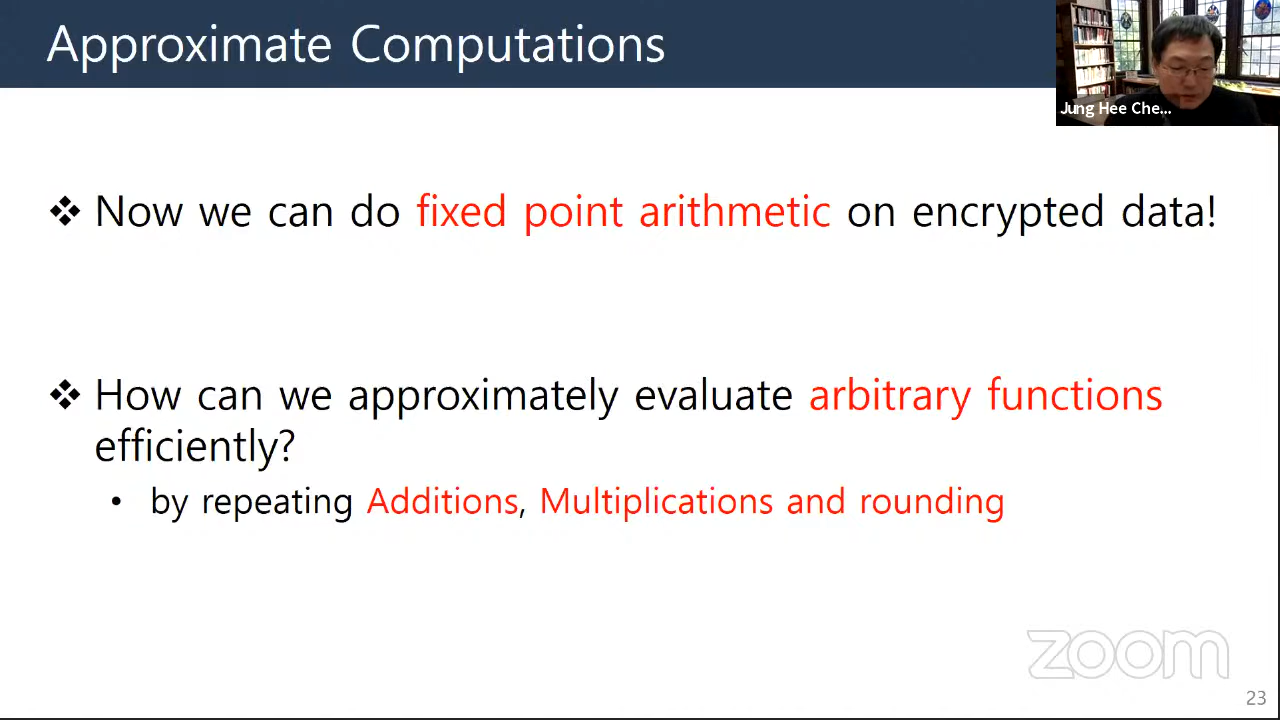 Approximate Computations
Jung Hee Che...
❖ Now we can do fixed point arithmetic on encrypted data!
❖ How can we approximately evaluate arbitrary functions
efficiently?
• by repeating Additions, Multiplications and rounding
zoom
23